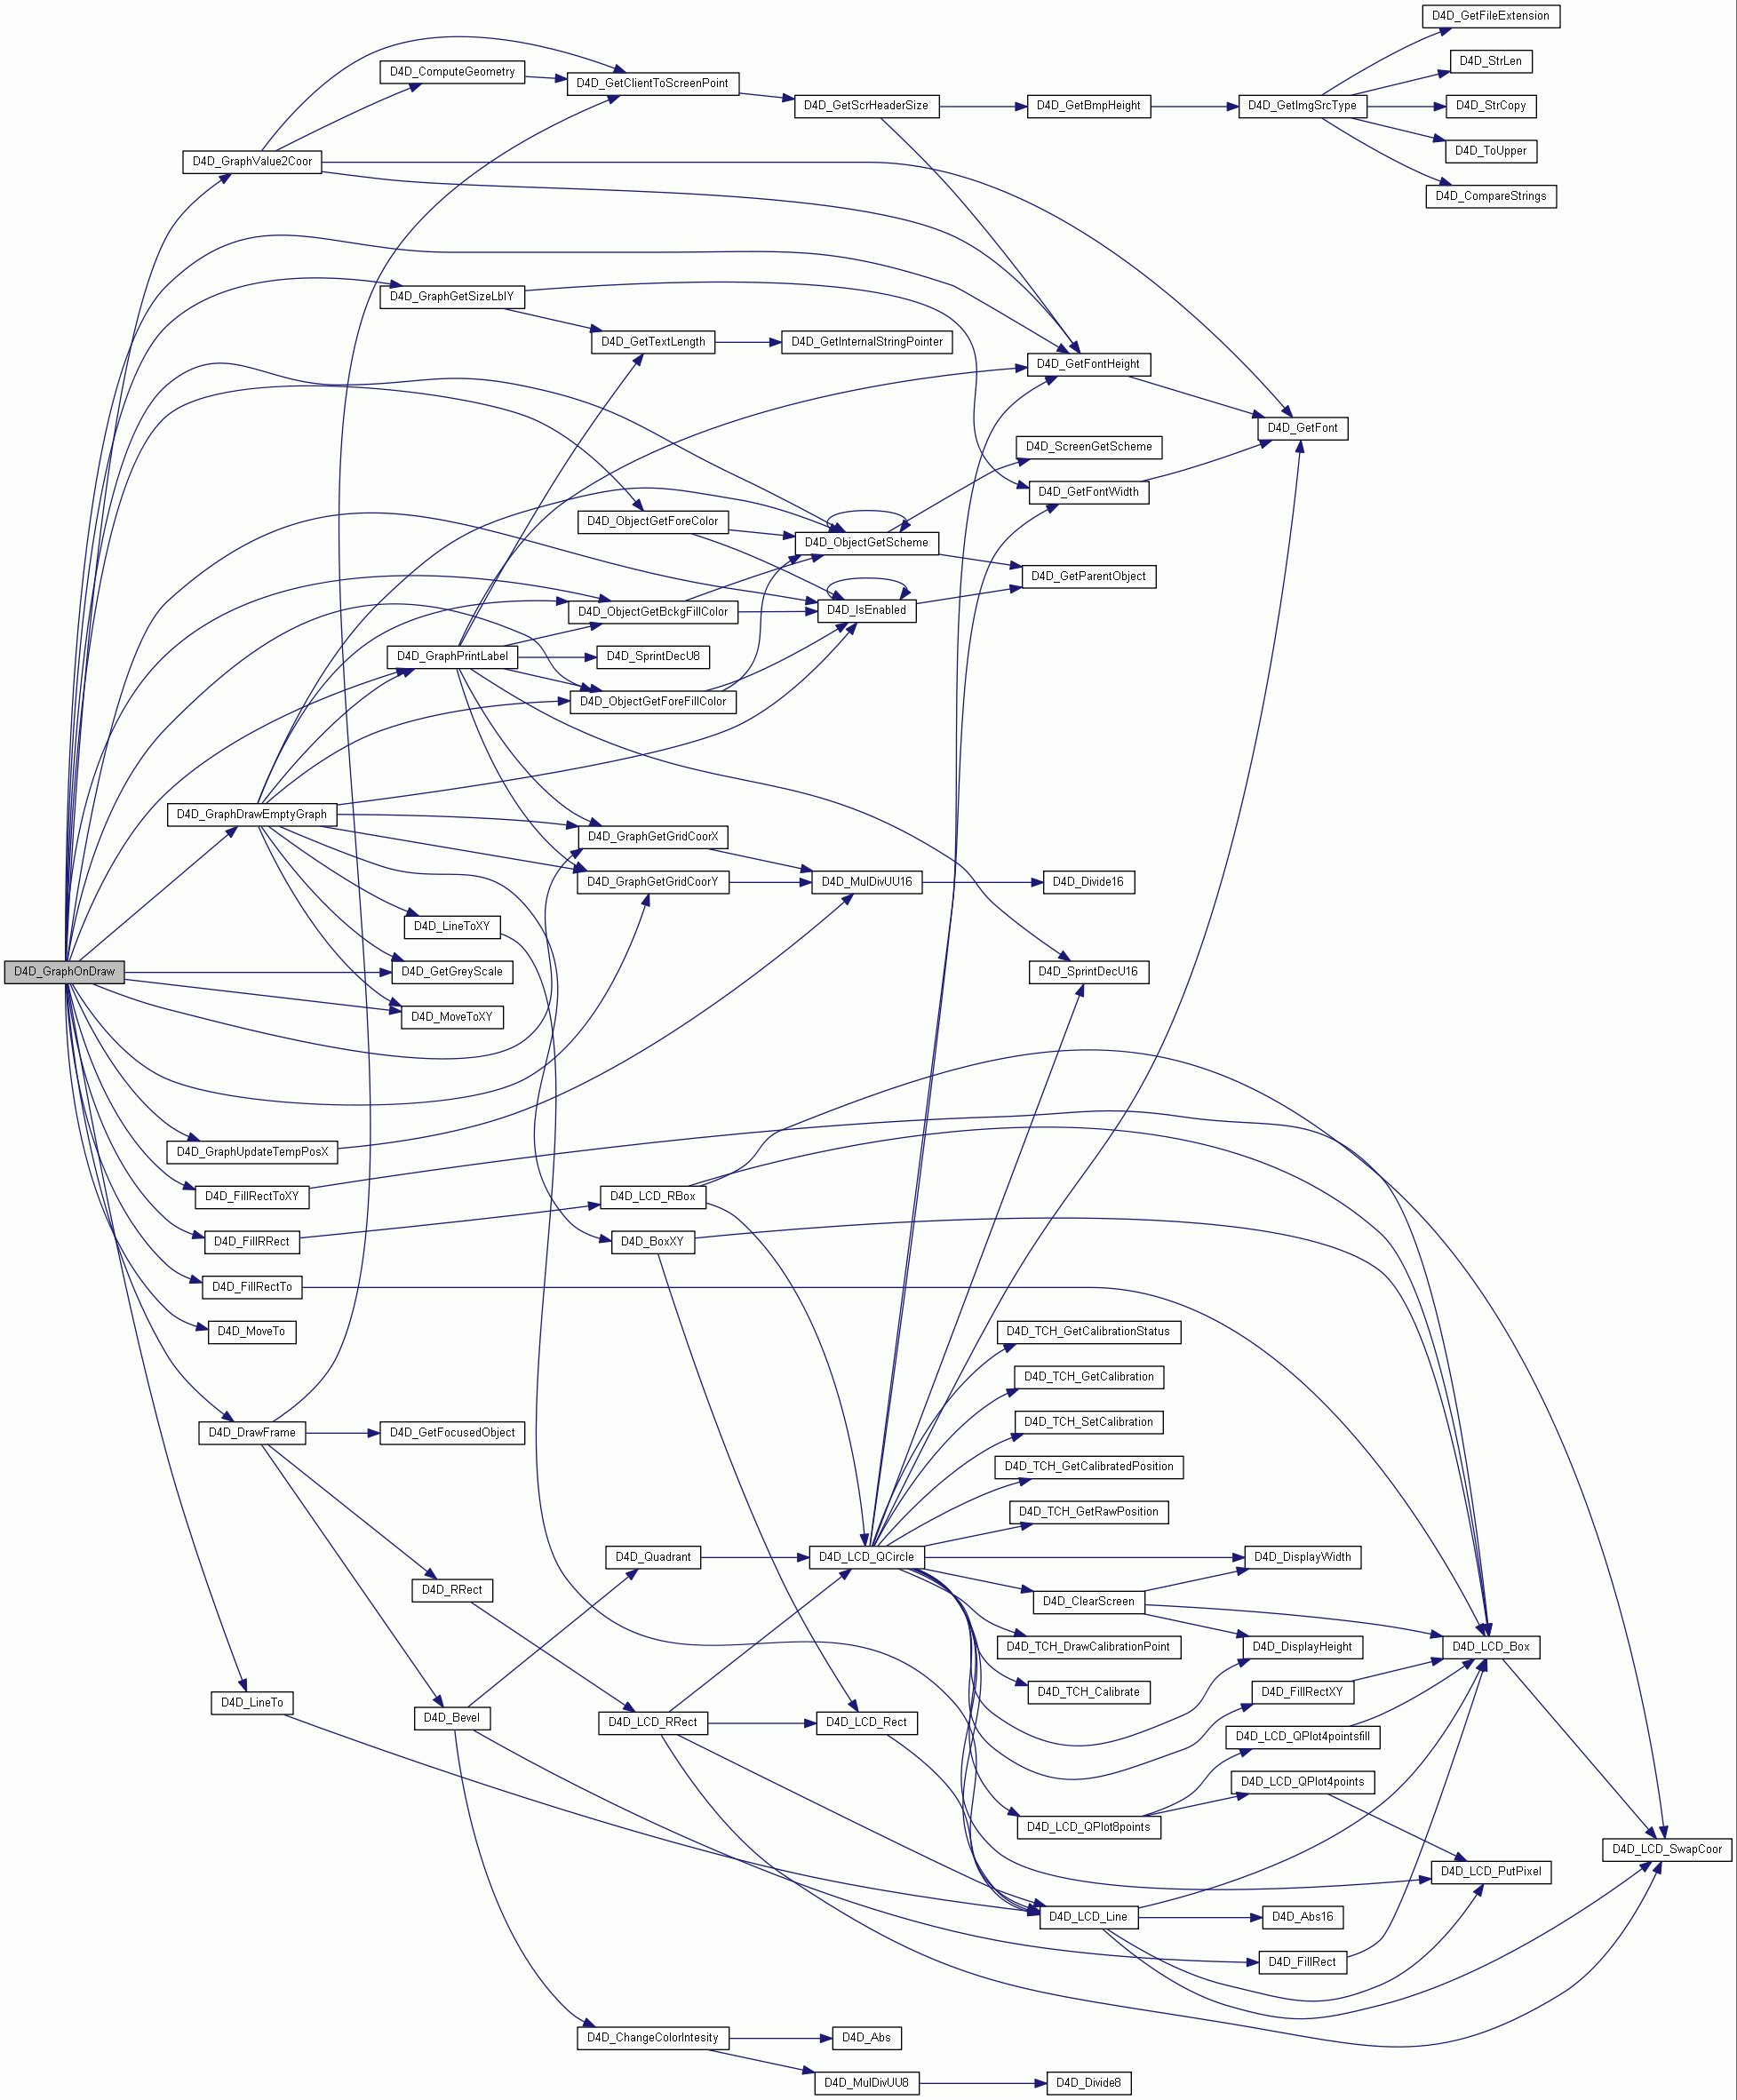 D4D_GetFileExtension
D4D_StrLen
D4D_ComputeGeometry
D4D_GetClientToScreenPoint
D4D_GetScrHeaderSize
D4D_GetBmpHeight
D4D_GetImgSrcType
D4D_StrCopy
D4D_ToUpper
D4D_GraphValue2Coor
D4D_CompareStrings
D4D_GraphGetSizeLblY
D4D_GetTextLength
D4D_GetInternalStringPointer
D4D_GetFontHeight
D4D_GetFont
D4D_ScreenGetScheme
D4D_GetFontWidth
D4D_ObjectGetForeColor
D4D_ObjectGetScheme
D4D_GetParentObject
D4D_ObjectGetBckgFillColor
D4D_IsEnabled
D4D_GraphPrintLabel
D4D_SprintDecU8
D4D_ObjectGetForeFillColor
D4D_GraphDrawEmptyGraph
D4D_GraphGetGridCoorX
D4D_GraphGetGridCoorY
D4D_MulDivUU16
D4D_Divide16
D4D_LineToXY
D4D_GraphOnDraw
D4D_GetGreyScale
D4D_SprintDecU16
D4D_MoveToXY
D4D_GraphUpdateTempPosX
D4D_FillRectToXY
D4D_LCD_RBox
D4D_FillRRect
D4D_BoxXY
D4D_FillRectTo
D4D_MoveTo
D4D_TCH_GetCalibrationStatus
D4D_TCH_GetCalibration
D4D_TCH_SetCalibration
D4D_DrawFrame
D4D_GetFocusedObject
D4D_TCH_GetCalibratedPosition
D4D_TCH_GetRawPosition
D4D_Quadrant
D4D_LCD_QCircle
D4D_DisplayWidth
D4D_RRect
D4D_ClearScreen
D4D_TCH_DrawCalibrationPoint
D4D_DisplayHeight
D4D_LCD_Box
D4D_TCH_Calibrate
D4D_FillRectXY
D4D_LineTo
D4D_Bevel
D4D_LCD_RRect
D4D_LCD_Rect
D4D_LCD_QPlot4pointsfill
D4D_LCD_QPlot4points
D4D_LCD_QPlot8points
D4D_LCD_SwapCoor
D4D_LCD_PutPixel
D4D_LCD_Line
D4D_Abs16
D4D_FillRect
D4D_ChangeColorIntesity
D4D_Abs
D4D_MulDivUU8
D4D_Divide8